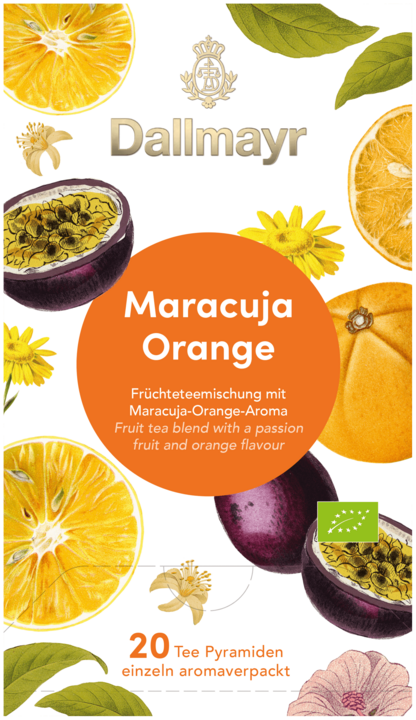 Dallmayr
Maracuja
Orange
Früchteteemischung mit
Maracuja-Orange-Aroma
Fruit tea blend with a passion
fruit and orange flavour
20 Tee Pyramiden
einzeln aromaverpackt